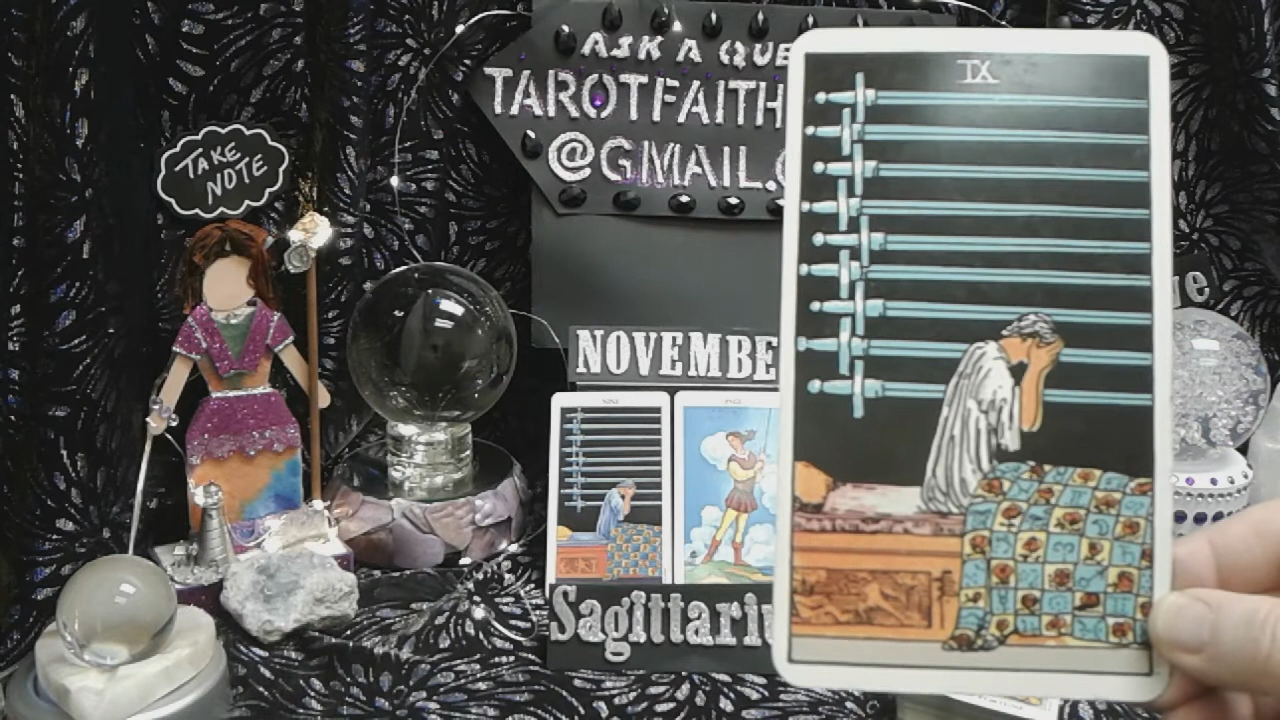 ASK A QUE
TAROTFAITH
@GMAIL.
TAKE
NOTE
IX
NOVEMBE
Sagittariu